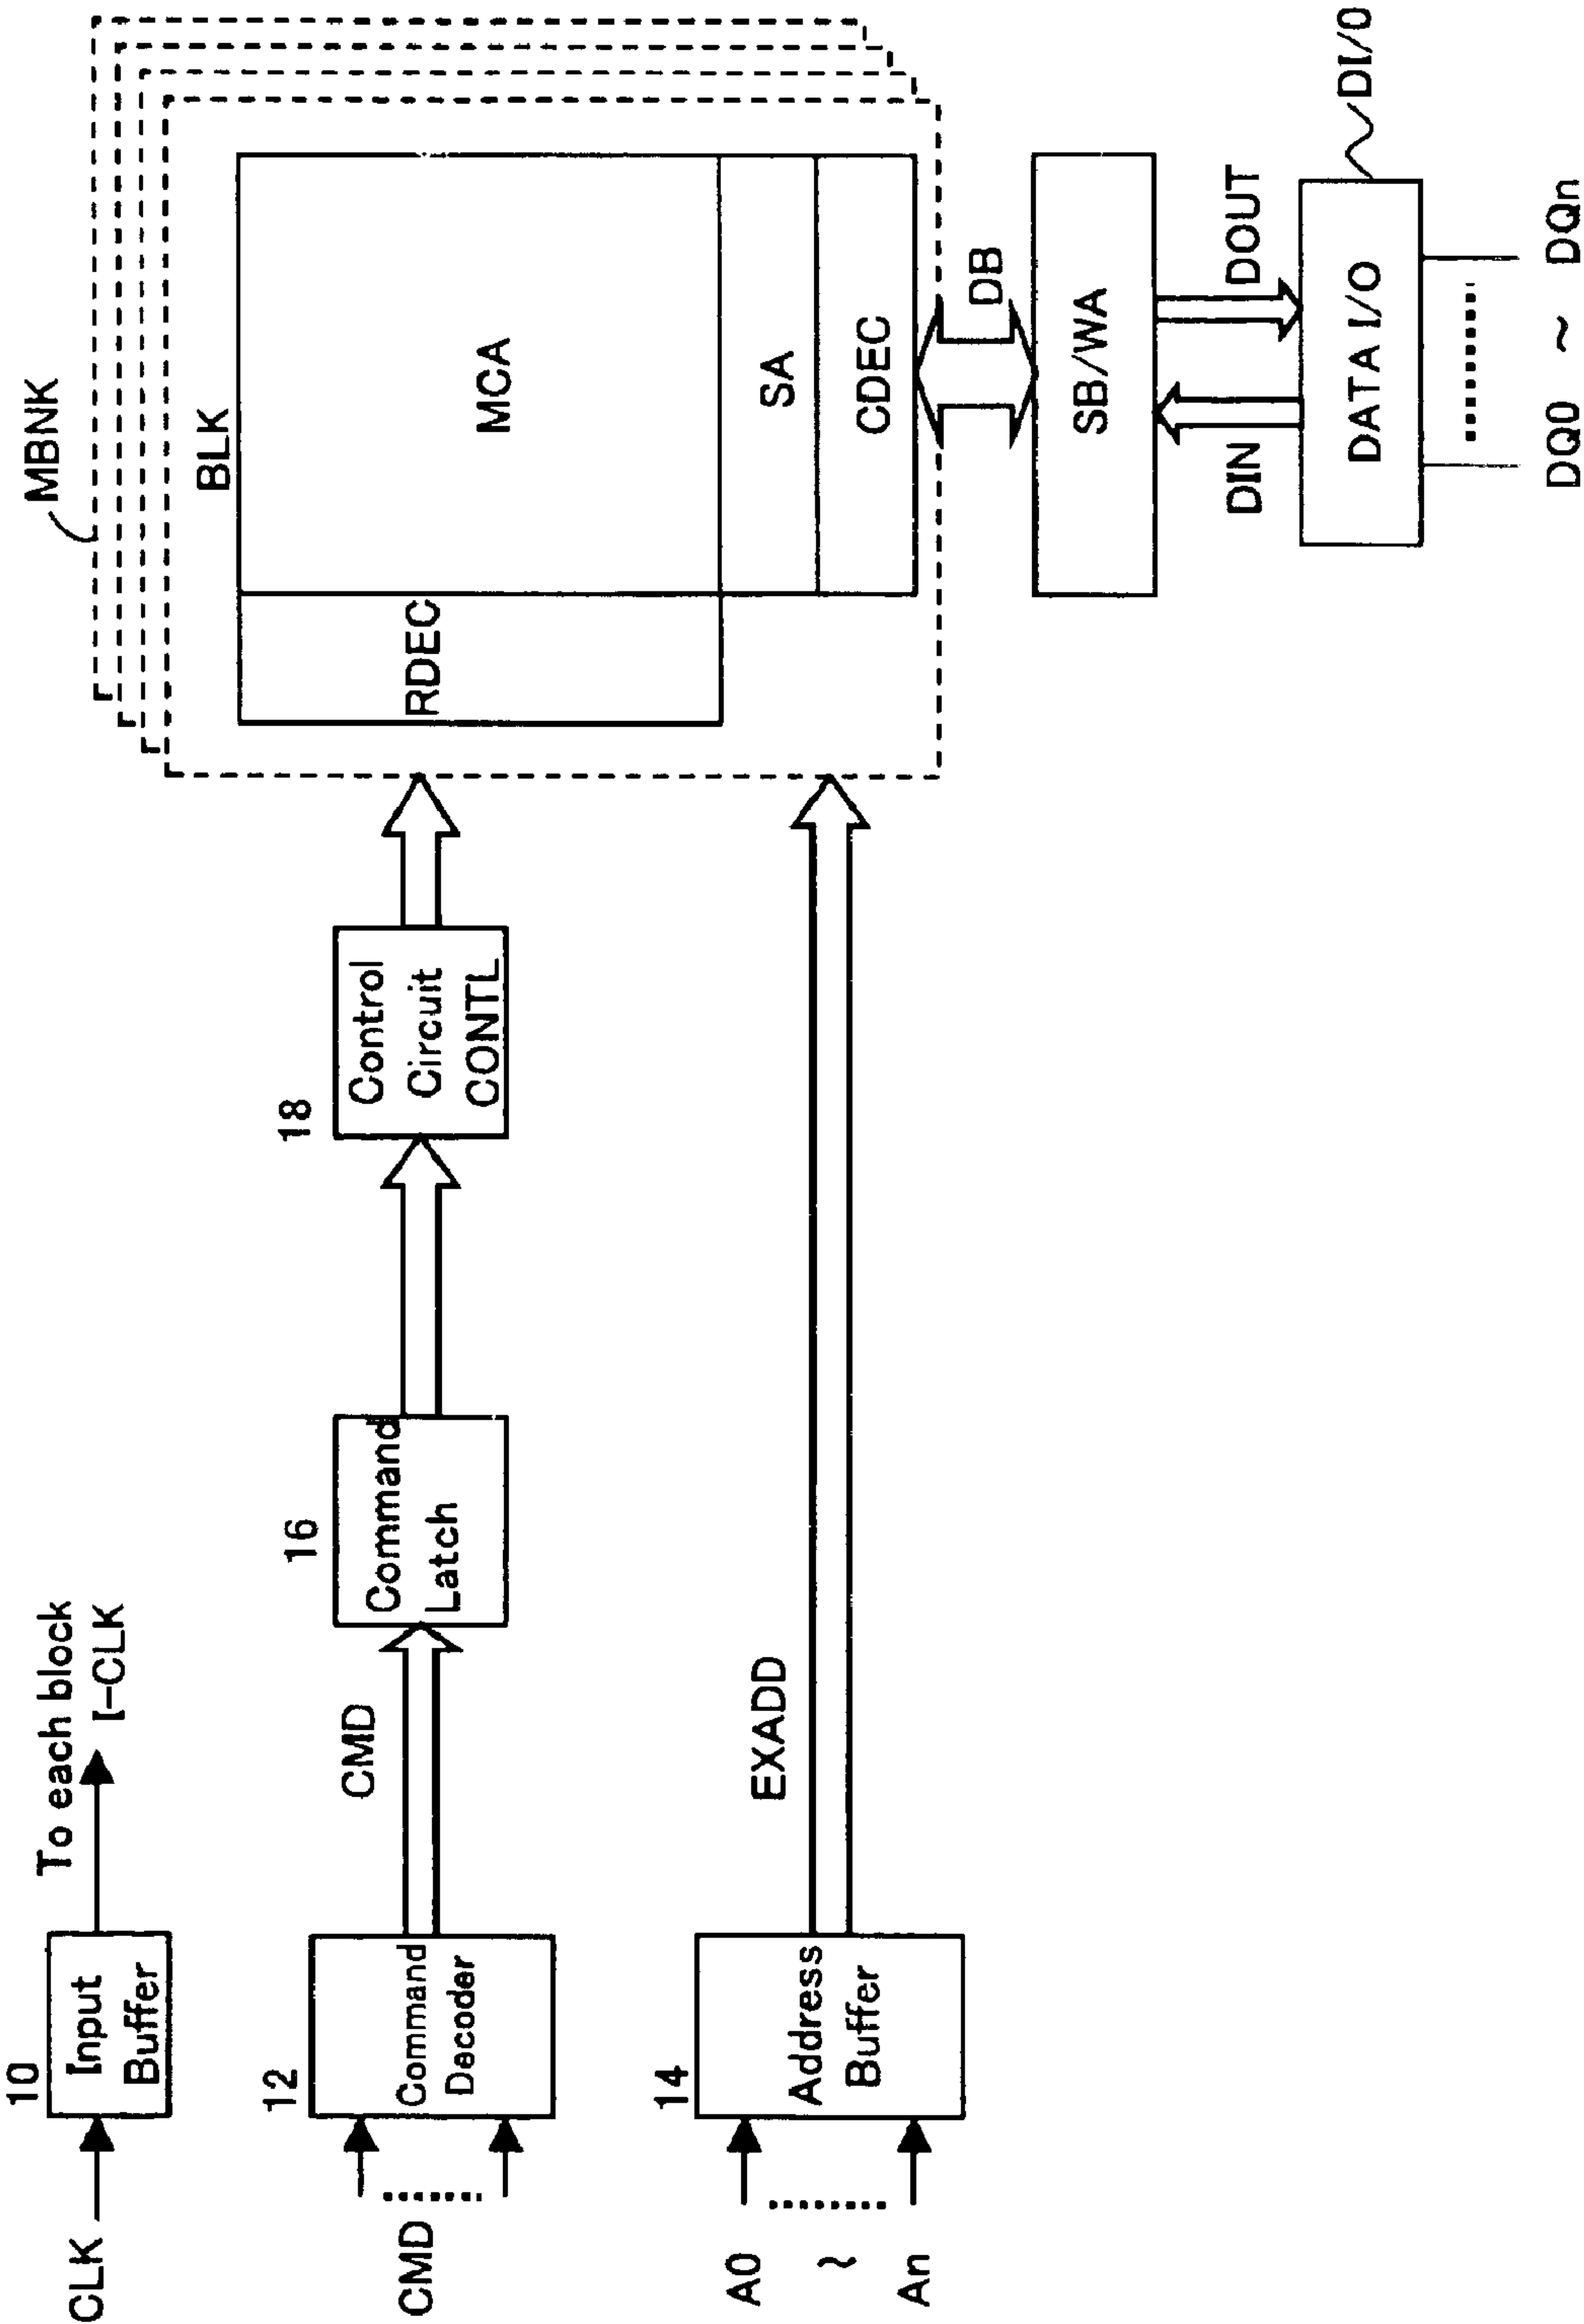 CLK
10
Input
Buffer
To each block
I-CLK
CMD
12
Command
Decoder
CMD
16
Command
Latch
18
Control
Circuit
CONTL
A0
~
An
14
Address
Buffer
EXADD
MBNK
BLK
RDEC
MCA
SA
CDEC
DB
SB/WA
DIN
DOUT
DATA I/O
DI/O
DQ0 ~ DQn